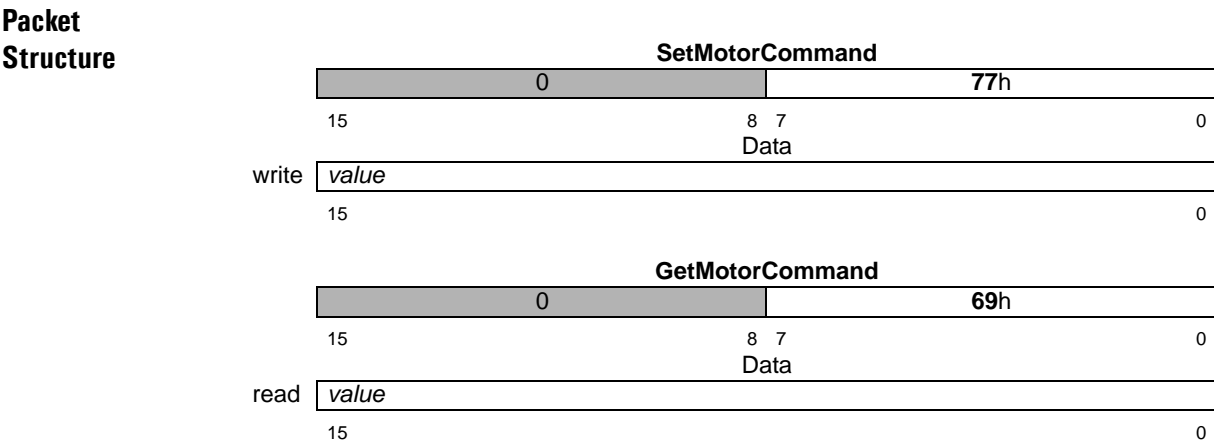 Packet
Structure
SetMotorCommand
0 77h
15 8 7 0
Data
write value
15 0
GetMotorCommand
0 69h
15 8 7 0
Data
read value
15 0